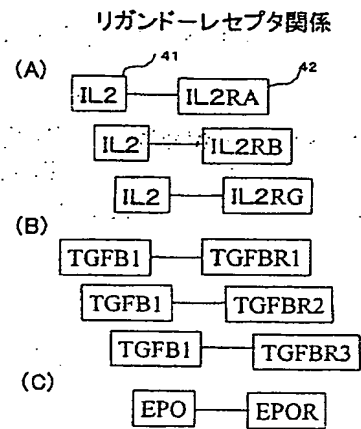 リガンドーレセプタ関係
(A)
41
42
IL2 IL2RA
IL2 IL2RB
IL2 IL2RG
(B)
TGFB1 TGFBR1
TGFB1 TGFBR2
TGFB1 TGFBR3
(C)
EPO EPOR